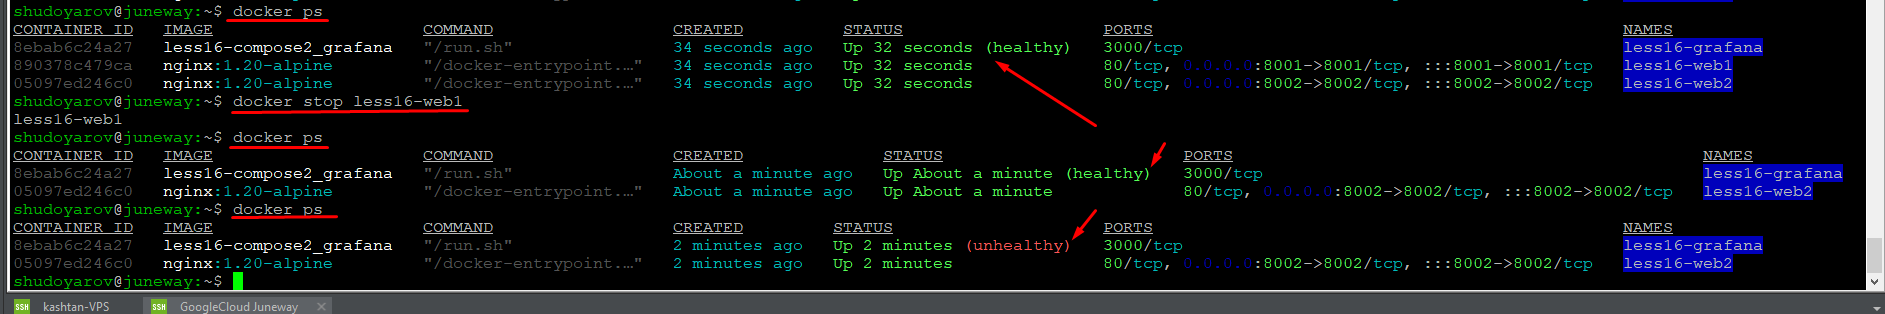 shudoyarov@juneway:~$ docker ps
CONTAINER ID IMAGE COMMAND CREATED STATUS PORTS NAMES
8ebab6c24a27 less16-compose2_grafana "/run.sh" 34 seconds ago Up 32 seconds (healthy) 3000/tcp less16-grafana
890378c479ca nginx:1.20-alpine "/docker-entrypoint.…" 34 seconds ago Up 32 seconds 80/tcp, 0.0.0.0:8001->8001/tcp, :::8001->8001/tcp less16-web1
05097ed246c0 nginx:1.20-alpine "/docker-entrypoint.…" 34 seconds ago Up 32 seconds 80/tcp, 0.0.0.0:8002->8002/tcp, :::8002->8002/tcp less16-web2
shudoyarov@juneway:~$ docker stop less16-web1
less16-web1
shudoyarov@juneway:~$ docker ps
CONTAINER ID IMAGE COMMAND CREATED STATUS PORTS NAMES
8ebab6c24a27 less16-compose2_grafana "/run.sh" About a minute ago Up About a minute (healthy) 3000/tcp less16-grafana
05097ed246c0 nginx:1.20-alpine "/docker-entrypoint.…" About a minute ago Up About a minute 80/tcp, 0.0.0.0:8002->8002/tcp, :::8002->8002/tcp less16-web2
shudoyarov@juneway:~$ docker ps
CONTAINER ID IMAGE COMMAND CREATED STATUS PORTS NAMES
8ebab6c24a27 less16-compose2_grafana "/run.sh" 2 minutes ago Up 2 minutes (unhealthy) 3000/tcp less16-grafana
05097ed246c0 nginx:1.20-alpine "/docker-entrypoint.…" 2 minutes ago Up 2 minutes 80/tcp, 0.0.0.0:8002->8002/tcp, :::8002->8002/tcp less16-web2
shudoyarov@juneway:~$
SSH kashtan-VPS SSH GoogleCloud Juneway